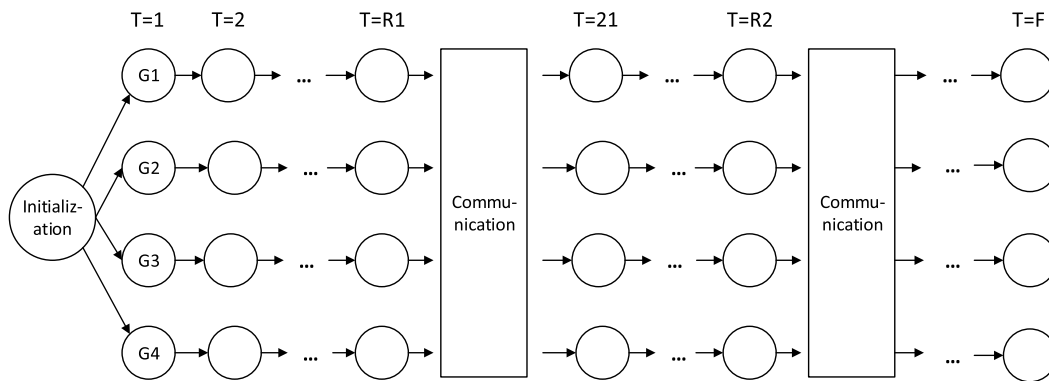 T=1 T=2 T=R1 T=21 T=R2 T=F
G1 ... ... ...
G2 ... ... ...
Initializ-
ation
Commu-
nication
Commu-
nication
G3 ... ... ...
G4 ... ... ...